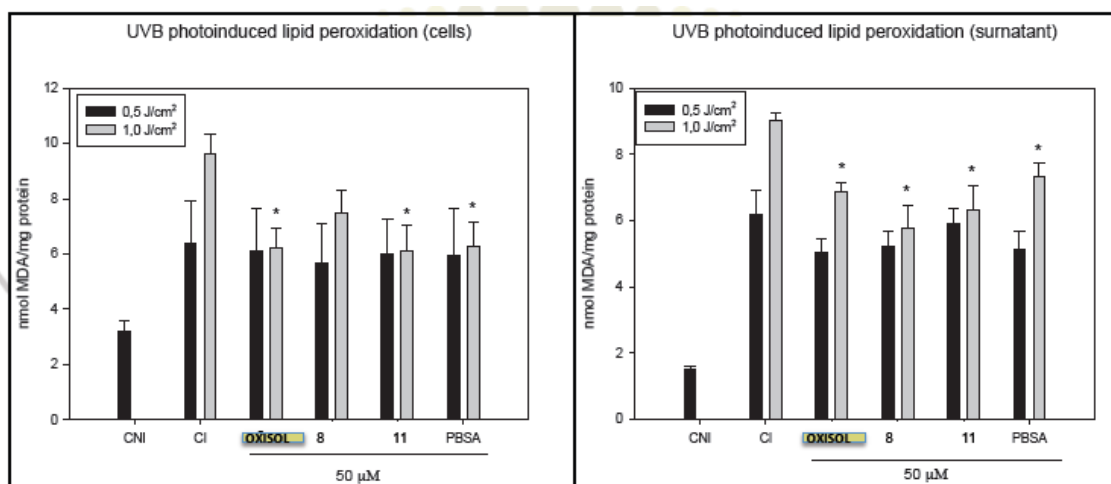 UVB photoinduced lipid peroxidation (cells)
12
10
8
6
4
2
0
nmol MDA/mg protein
0,5 J/cm²
1,0 J/cm²
*
*
*
CNI
CI
OXISOL
8
11
PBSA
50 µM
UVB photoinduced lipid peroxidation (surnatant)
10
8
6
4
2
0
nmol MDA/mg protein
0,5 J/cm²
1,0 J/cm²
*
*
*
*
CNI
CI
OXISOL
8
11
PBSA
50 µM